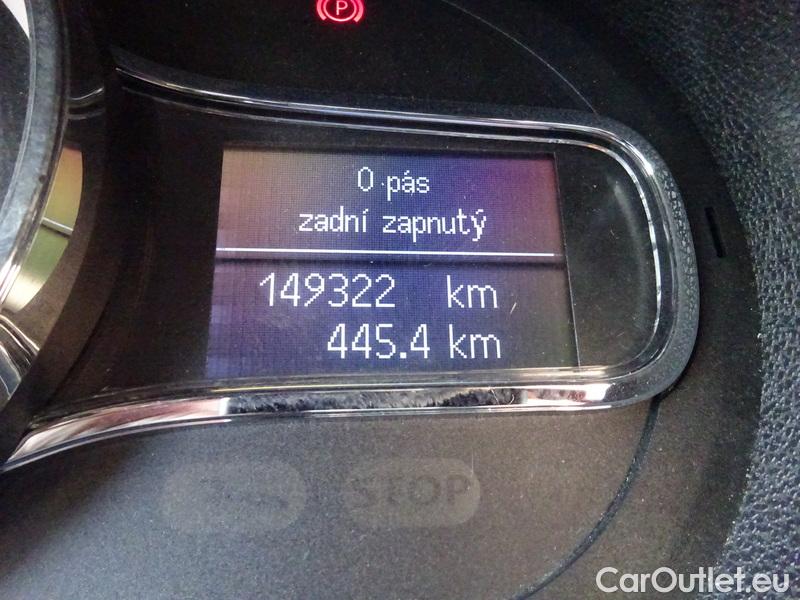 P
0 pás
zadní zapnutý
149322 km
445.4 km
STOP
CarOutlet.eu